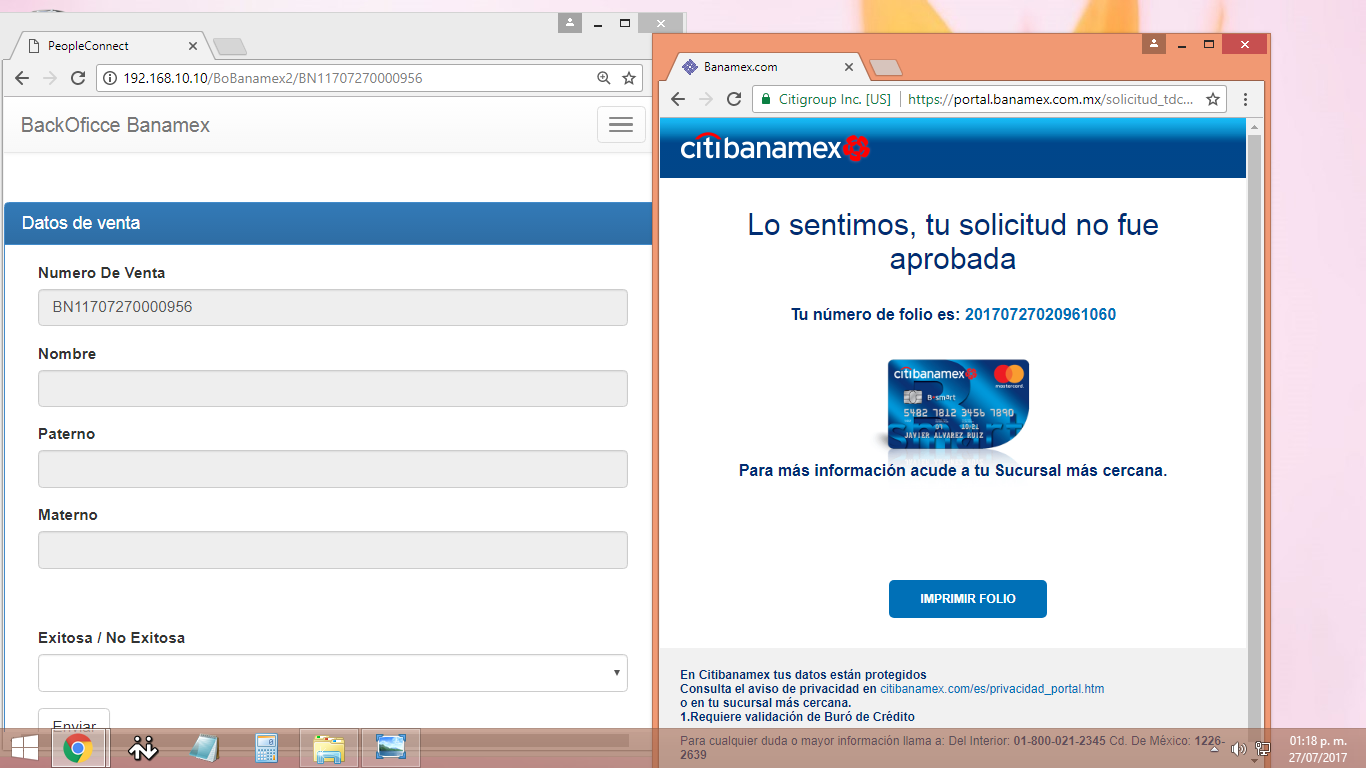 PeopleConnect
192.168.10.10/BoBanamex2/BN11707270000956
BackOficce Banamex
Datos de venta
Numero De Venta
BN11707270000956
Nombre
Paterno
Materno
Exitosa / No Exitosa
Enviar
Banamex.com
Citigroup Inc. [US]
https://portal.banamex.com.mx/solicitud_tdc...
citibanamex
Lo sentimos, tu solicitud no fue
aprobada
Tu número de folio es: 20170727020961060
citibanamex
mastercard.
B•smart
5482 7812 3456 7890
JAVIER ALVAREZ RUIZ
Para más información acude a tu Sucursal más cercana.
IMPRIMIR FOLIO
En Citibanamex tus datos están protegidos
Consulta el aviso de privacidad en citibanamex.com/es/privacidad_portal.htm
o en tu sucursal más cercana.
1.Requiere validación de Buró de Crédito
Para cualquier duda o mayor información llama a: Del Interior: 01-800-021-2345 Cd. De México: 1226-
2639
01:18 p. m.
27/07/2017